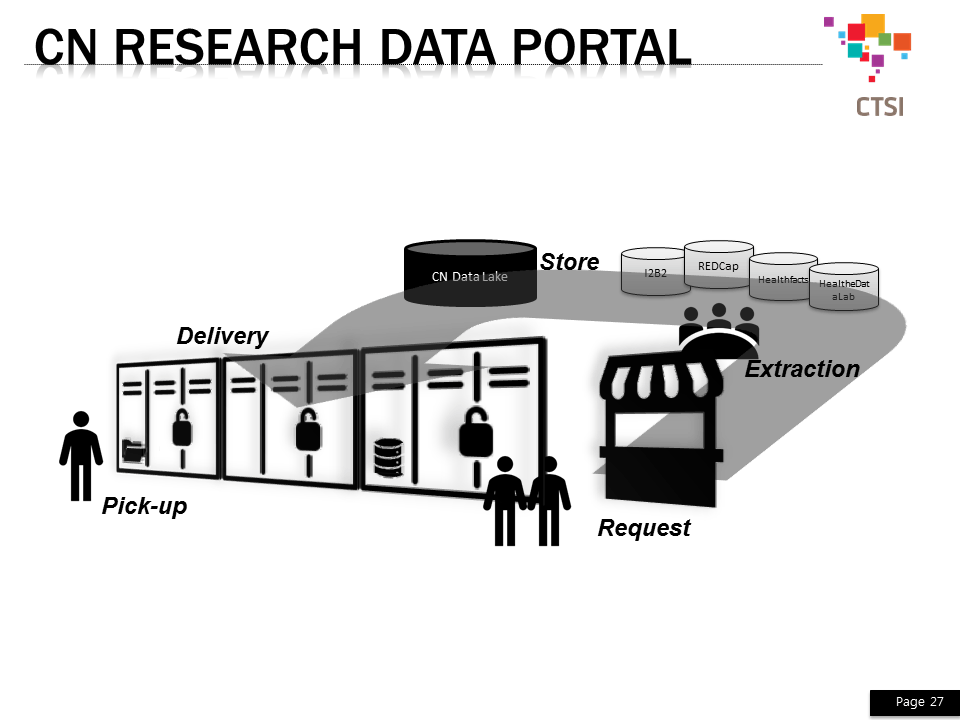 CN RESEARCH DATA PORTAL
CTSI
CN Data Lake
Store
I2B2
REDCap
Healthfacts
HealtheDat
aLab
Delivery
Extraction
Pick-up
Request
Page 27